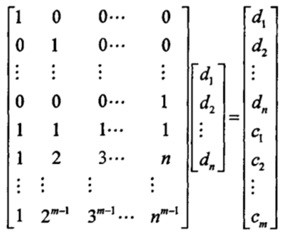 1 0 0··· 0
0 1 0··· 0
⋮ ⋮ ⋮ ⋮
0 0 0··· 1
1 1 1··· 1
1 2 3··· n
⋮ ⋮ ⋮ ⋮
1 2^{m-1} 3^{m-1}··· n^{m-1}
d_1
d_2
⋮
d_n
=
d_1
d_2
⋮
d_n
c_1
c_2
⋮
c_m